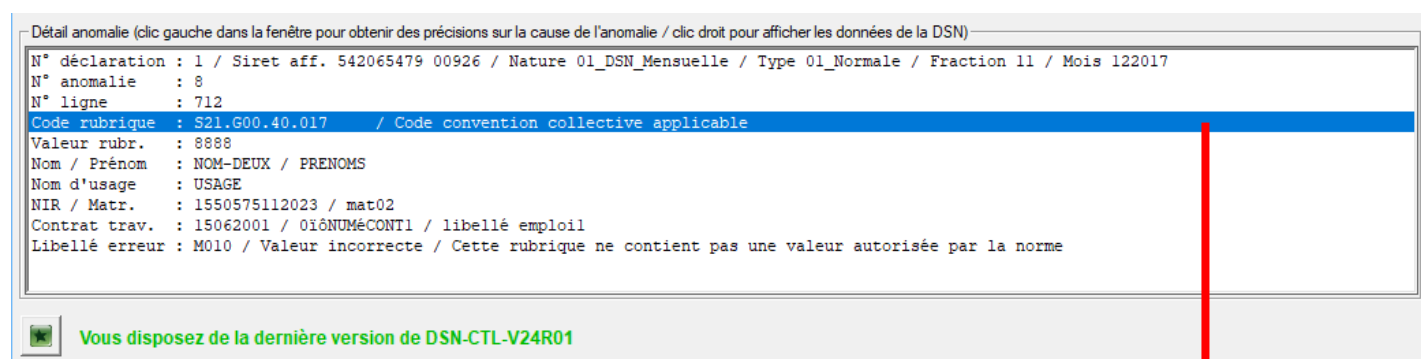 Détail anomalie (clic gauche dans la fenêtre pour obtenir des précisions sur la cause de l'anomalie / clic droit pour afficher les données de la DSN)
N° déclaration : 1 / Siret aff. 542065479 00926 / Nature 01_DSN_Mensuelle / Type 01_Normale / Fraction 11 / Mois 122017
N° anomalie : 8
N° ligne : 712
Code rubrique : S21.G00.40.017 / Code convention collective applicable
Valeur rubr. : 8888
Nom / Prénom : NOM-DEUX / PRENOMS
Nom d'usage : USAGE
NIR / Matr. : 1550575112023 / mat02
Contrat trav. : 15062001 / 0ïôNUMéCONT1 / libellé emploi1
Libellé erreur : M010 / Valeur incorrecte / Cette rubrique ne contient pas une valeur autorisée par la norme
Vous disposez de la dernière version de DSN-CTL-V24R01